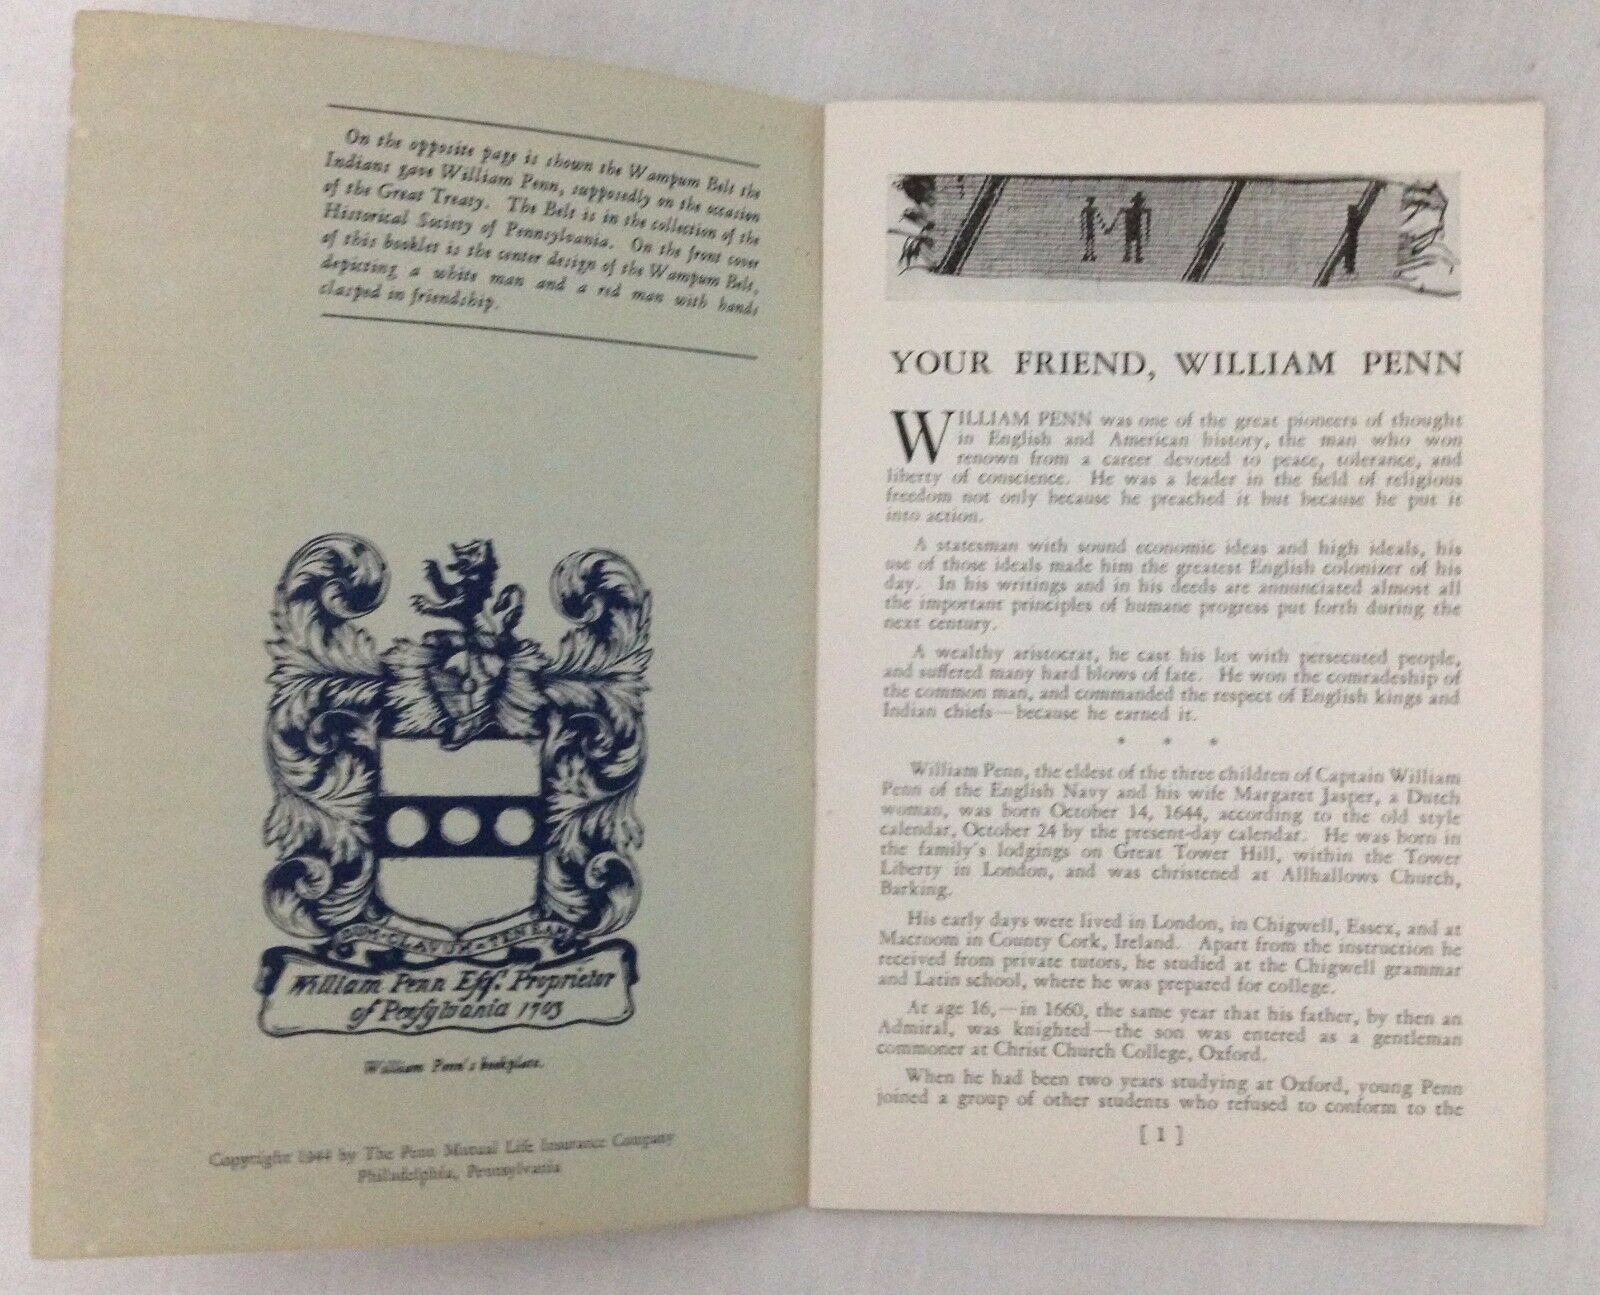 On the opposite page is shown the Wampum Belt the
Indians gave William Penn, supposedly on the occasion
of the Great Treaty. The Belt is in the collection of the
Historical Society of Pennsylvania. On the front cover
of this booklet is the center design of the Wampum Belt,
depicting a white man and a red man with hands
clasped in friendship.
DUM-CLAVUM-TENEAM
William Penn Esqr. Proprietor
of Pensylvania 1703
William Penn's bookplate.
Copyright 1944 by The Penn Mutual Life Insurance Company
Philadelphia, Pennsylvania
YOUR FRIEND, WILLIAM PENN
WILLIAM PENN was one of the great pioneers of thought
in English and American history, the man who won
renown from a career devoted to peace, tolerance, and
liberty of conscience. He was a leader in the field of religious
freedom not only because he preached it but because he put it
into action.
A statesman with sound economic ideas and high ideals, his
use of those ideals made him the greatest English colonizer of his
day. In his writings and in his deeds are annunciated almost all
the important principles of humane progress put forth during the
next century.
A wealthy aristocrat, he cast his lot with persecuted people,
and suffered many hard blows of fate. He won the comradeship of
the common man, and commanded the respect of English kings and
Indian chiefs—because he earned it.
* * *
William Penn, the eldest of the three children of Captain William
Penn of the English Navy and his wife Margaret Jasper, a Dutch
woman, was born October 14, 1644, according to the old style
calendar, October 24 by the present-day calendar. He was born in
the family's lodgings on Great Tower Hill, within the Tower
Liberty in London, and was christened at Allhallows Church,
Barking.
His early days were lived in London, in Chigwell, Essex, and at
Macroom in County Cork, Ireland. Apart from the instruction he
received from private tutors, he studied at the Chigwell grammar
and Latin school, where he was prepared for college.
At age 16,—in 1660, the same year that his father, by then an
Admiral, was knighted—the son was entered as a gentleman
commoner at Christ Church College, Oxford.
When he had been two years studying at Oxford, young Penn
joined a group of other students who refused to conform to the
[ 1 ]